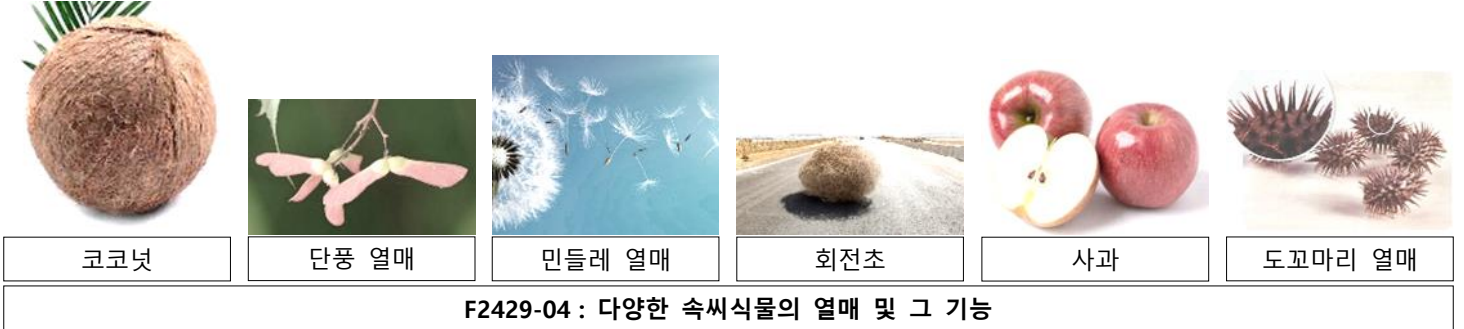 코코넛
단풍 열매
민들레 열매
회전초
사과
도꼬마리 열매
F2429-04 : 다양한 속씨식물의 열매 및 그 기능